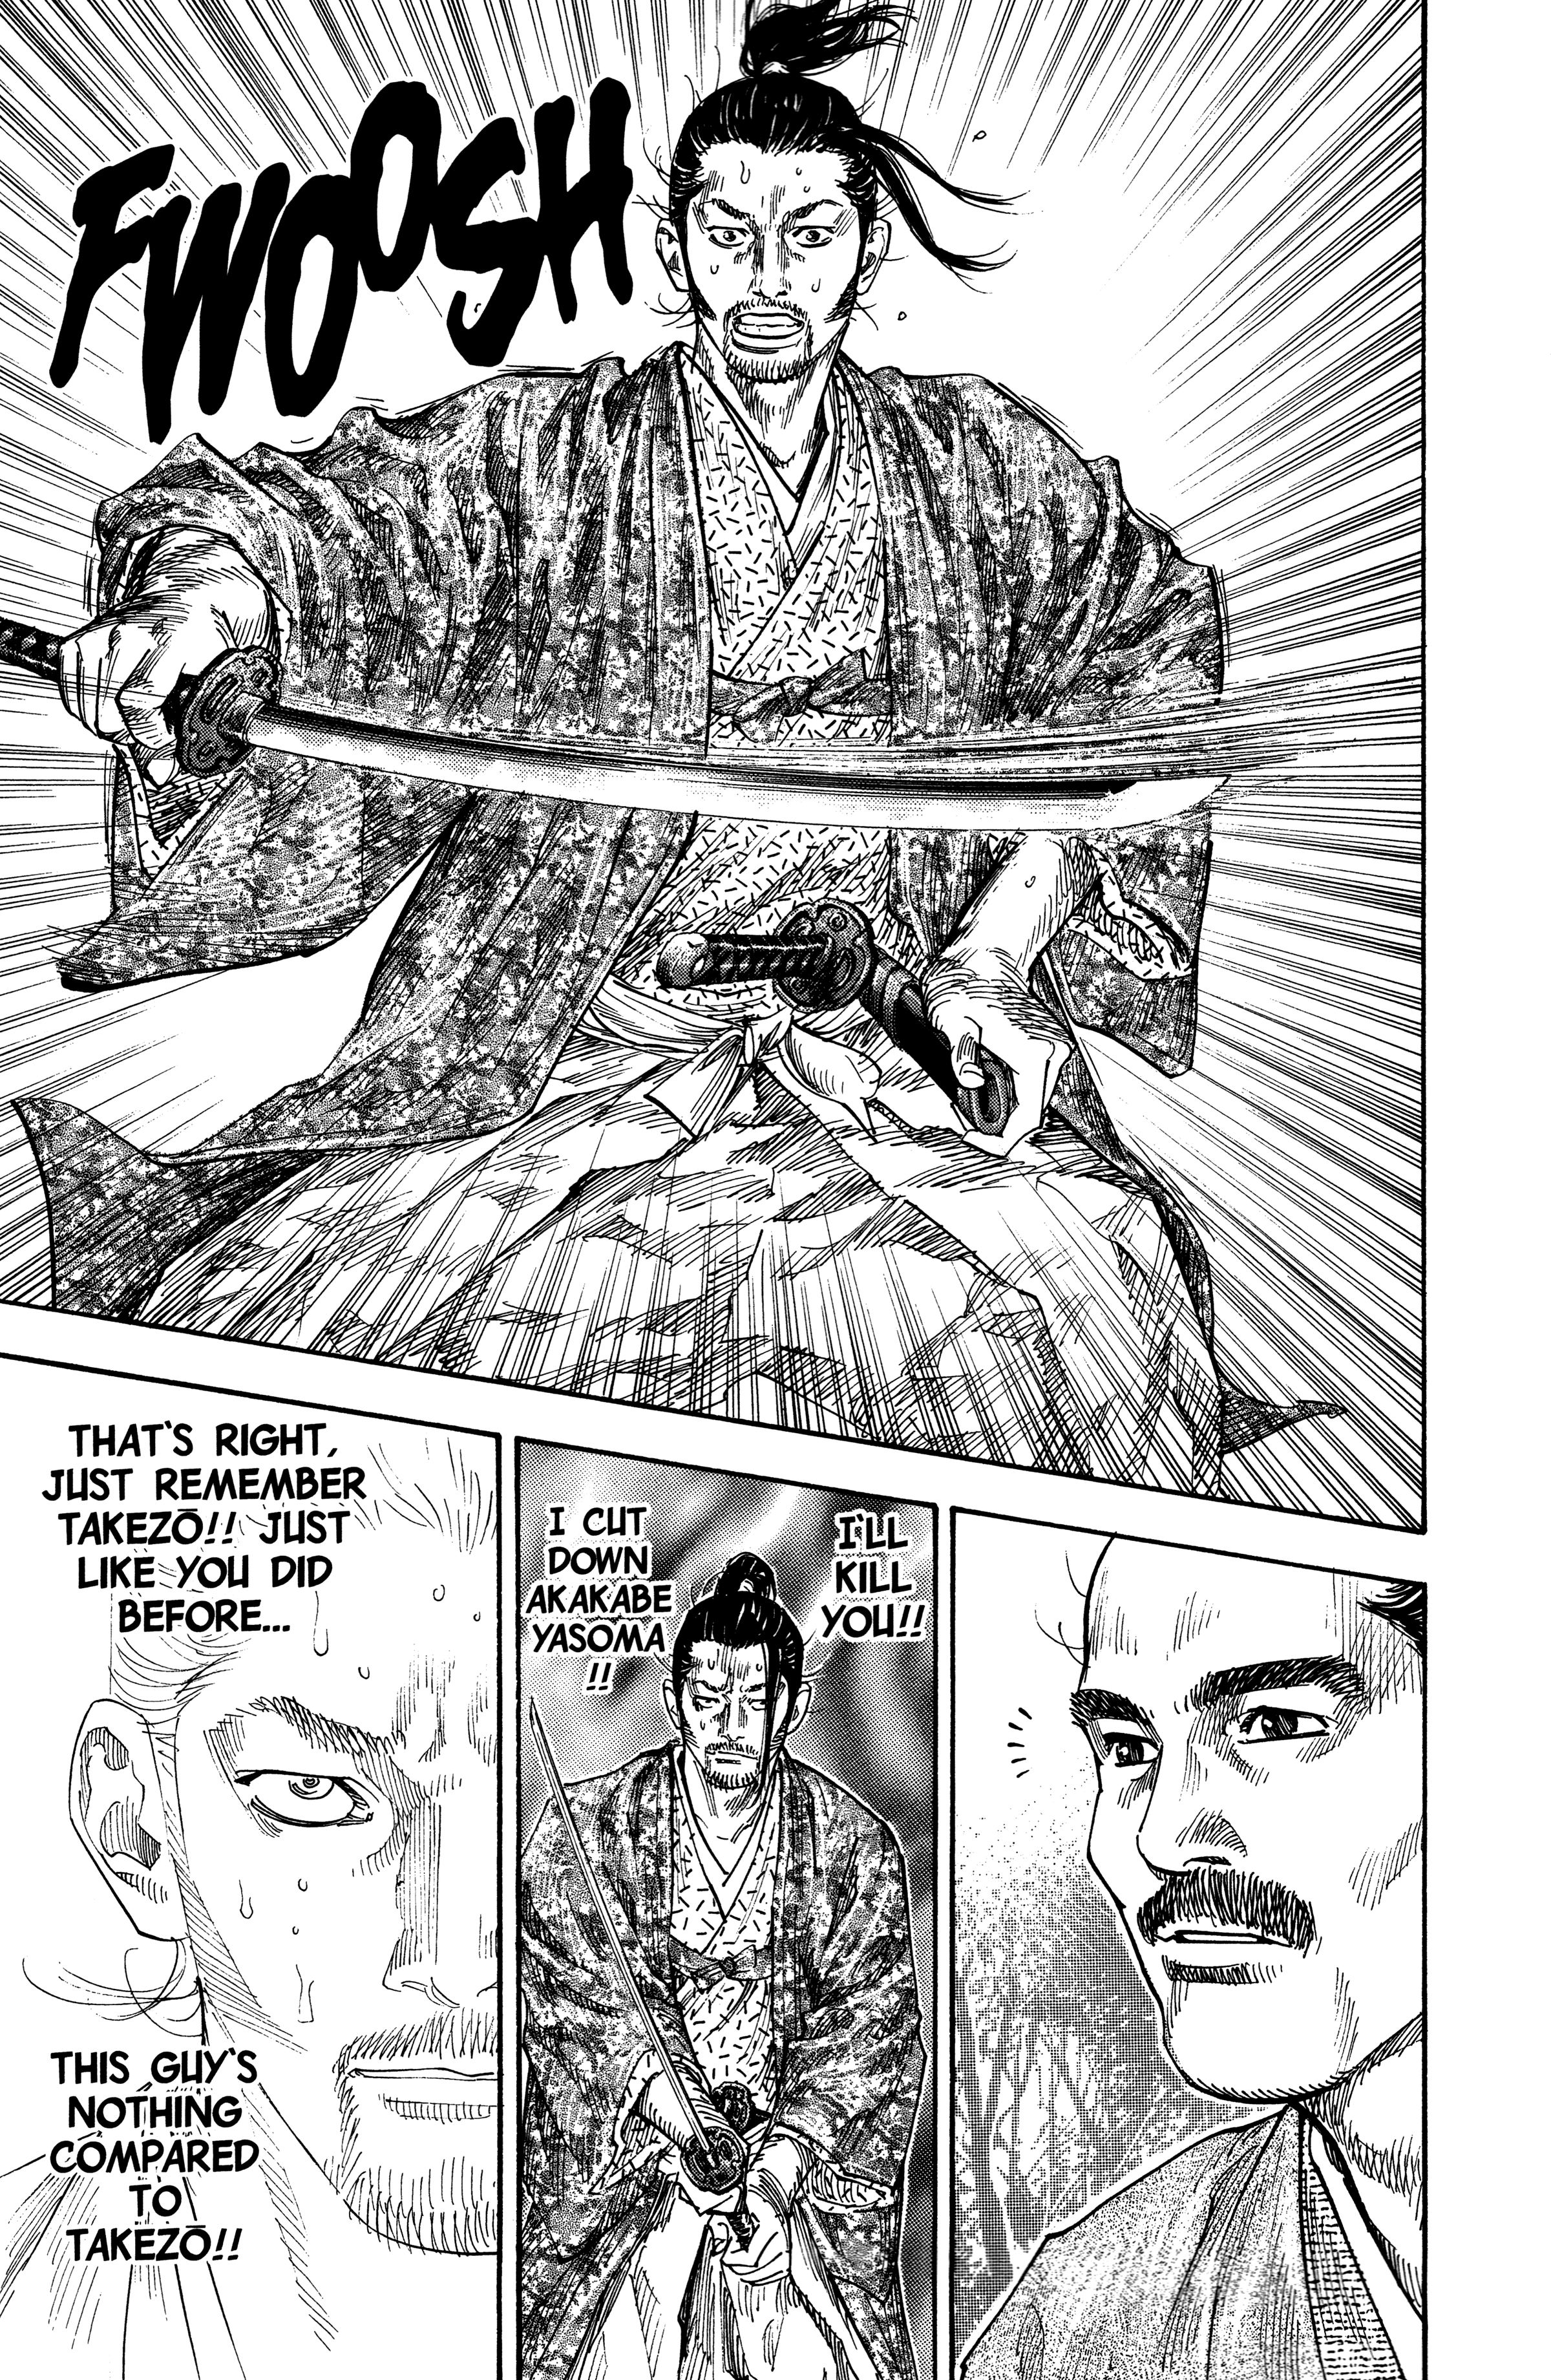 FWOOSH
I'LL
KILL
YOU!!
I CUT
DOWN
AKAKABE
YASOMA
!!
THAT'S RIGHT,
JUST REMEMBER
TAKEZŌ!! JUST
LIKE YOU DID
BEFORE...
THIS GUY'S
NOTHING
COMPARED
TO
TAKEZŌ!!